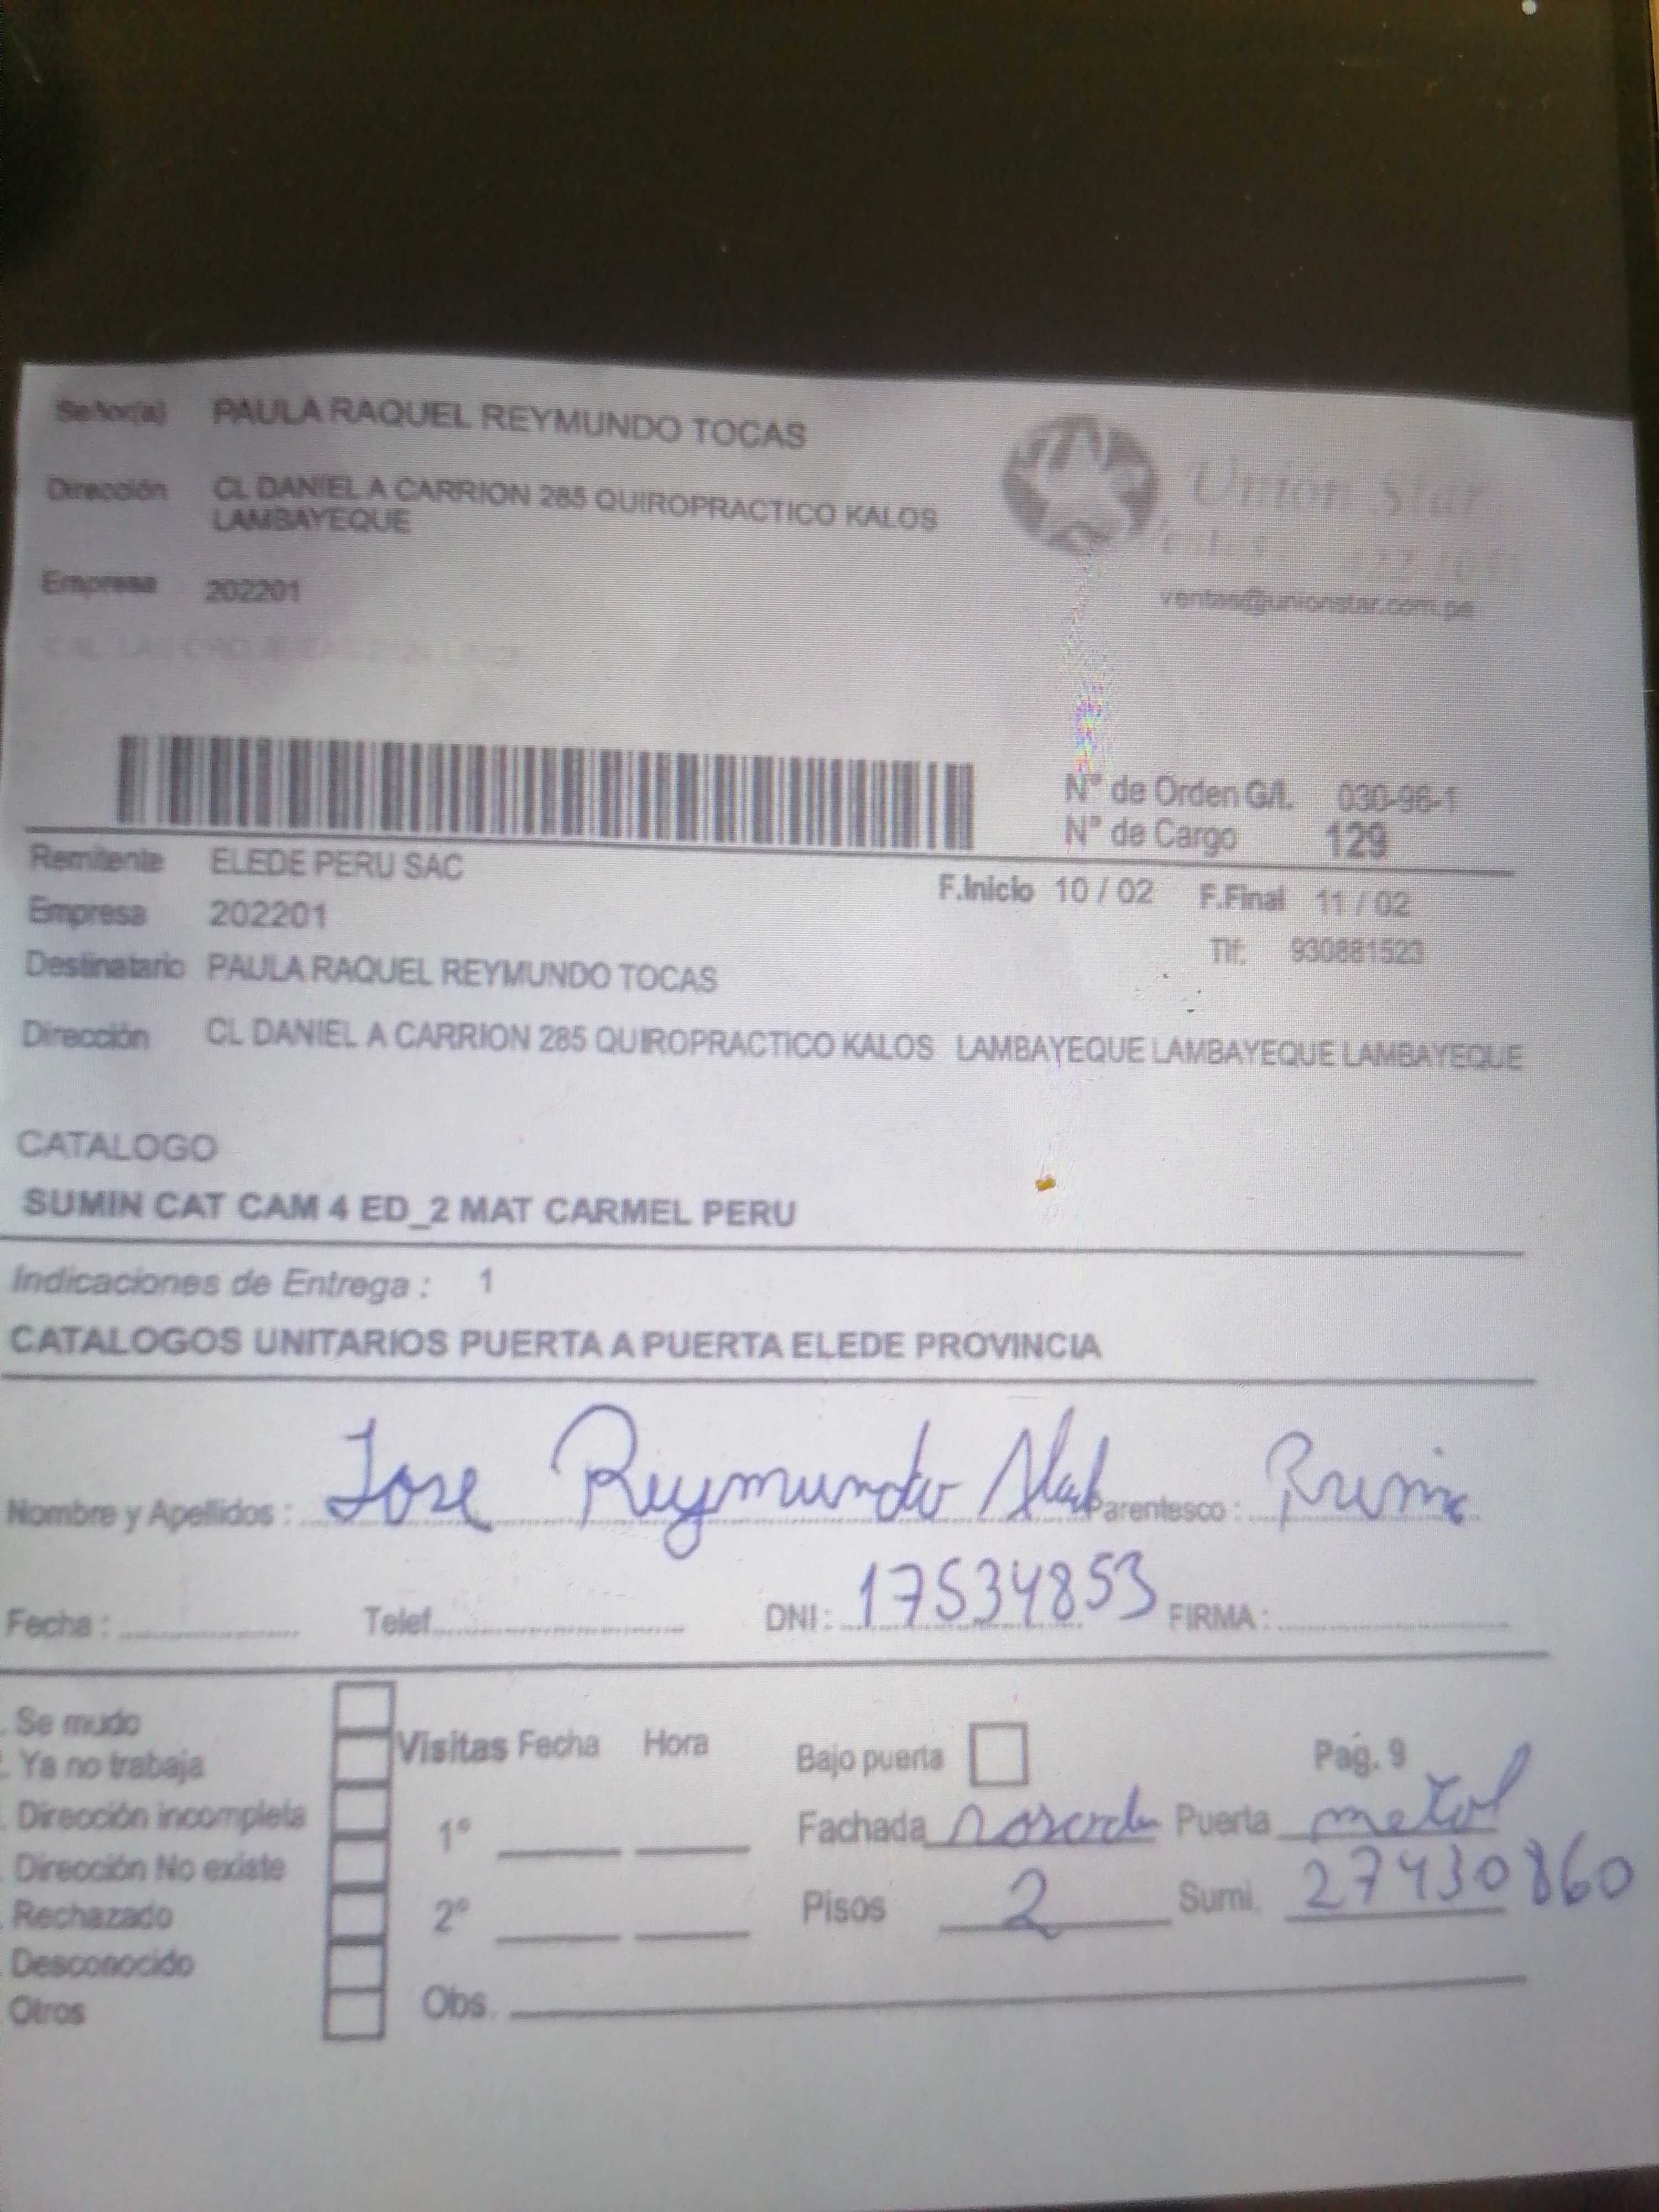 Señor(a) PAULA RAQUEL REYMUNDO TOCAS
Dirección CL DANIEL A CARRION 285 QUIROPRACTICO KALOS
LAMBAYEQUE
Unión Star
Empresa 202201
ventas@unionstar.com.pe
N° de Orden G/I. 030-96-1
N° de Cargo 129
Remitente ELEDE PERU SAC
F.Inicio 10 / 02 F.Final 11 / 02
Empresa 202201
Tlf: 930881523
Destinatario PAULA RAQUEL REYMUNDO TOCAS
Dirección CL DANIEL A CARRION 285 QUIROPRACTICO KALOS LAMBAYEQUE LAMBAYEQUE LAMBAYEQUE
CATALOGO
SUMIN CAT CAM 4 ED_2 MAT CARMEL PERU
Indicaciones de Entrega : 1
CATALOGOS UNITARIOS PUERTA A PUERTA ELEDE PROVINCIA
Nombre y Apellidos : Jose Reymundo Parentesco :
Fecha : Telef. DNI : 17534853 FIRMA :
Se mudo
Ya no trabaja
Dirección incompleta
Dirección No existe
Rechazado
Desconocido
Otros
Visitas Fecha Hora
1°
2°
Obs.
Bajo puerta Pag. 9
Fachada rosada Puerta metal
Pisos 2 Sumi. 27430860